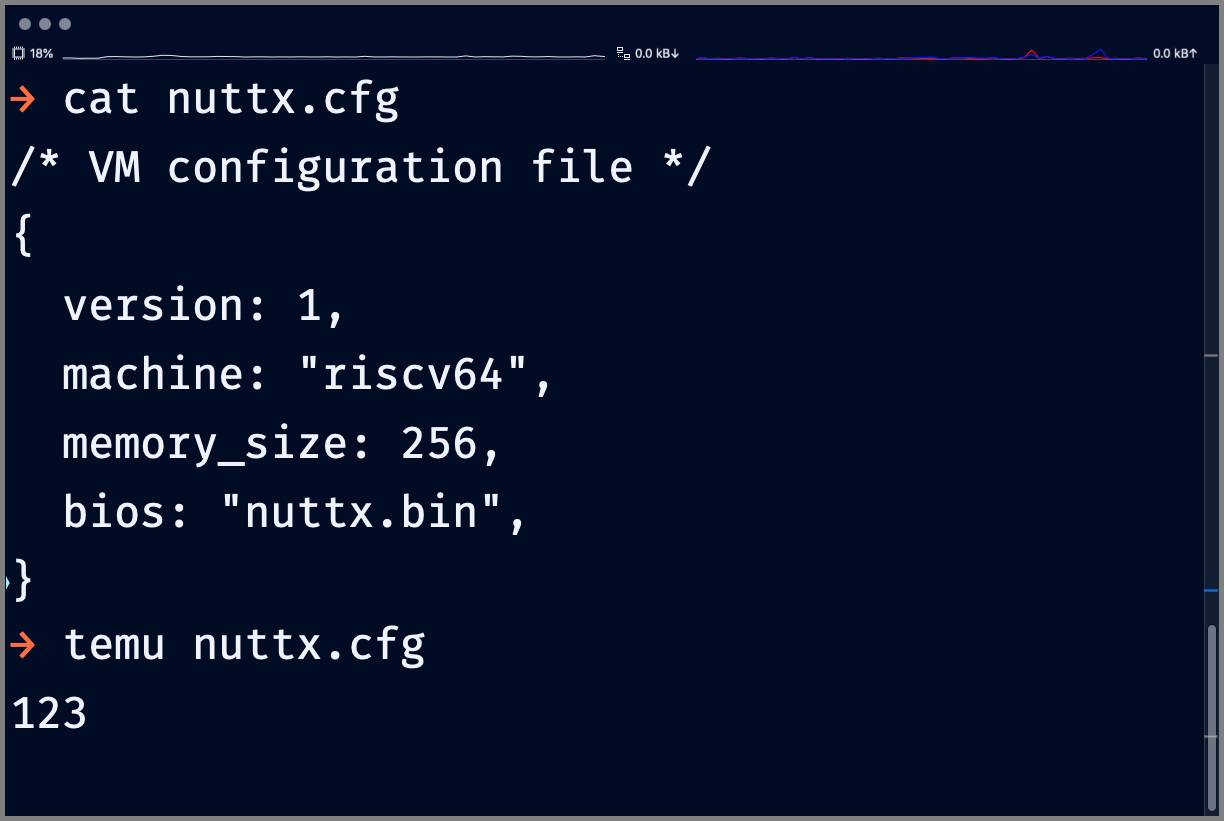 18% 0.0 kB↓ 0.0 kB↑
→ cat nuttx.cfg
/* VM configuration file */
{
  version: 1,
  machine: "riscv64",
  memory_size: 256,
  bios: "nuttx.bin",
}
→ temu nuttx.cfg
123